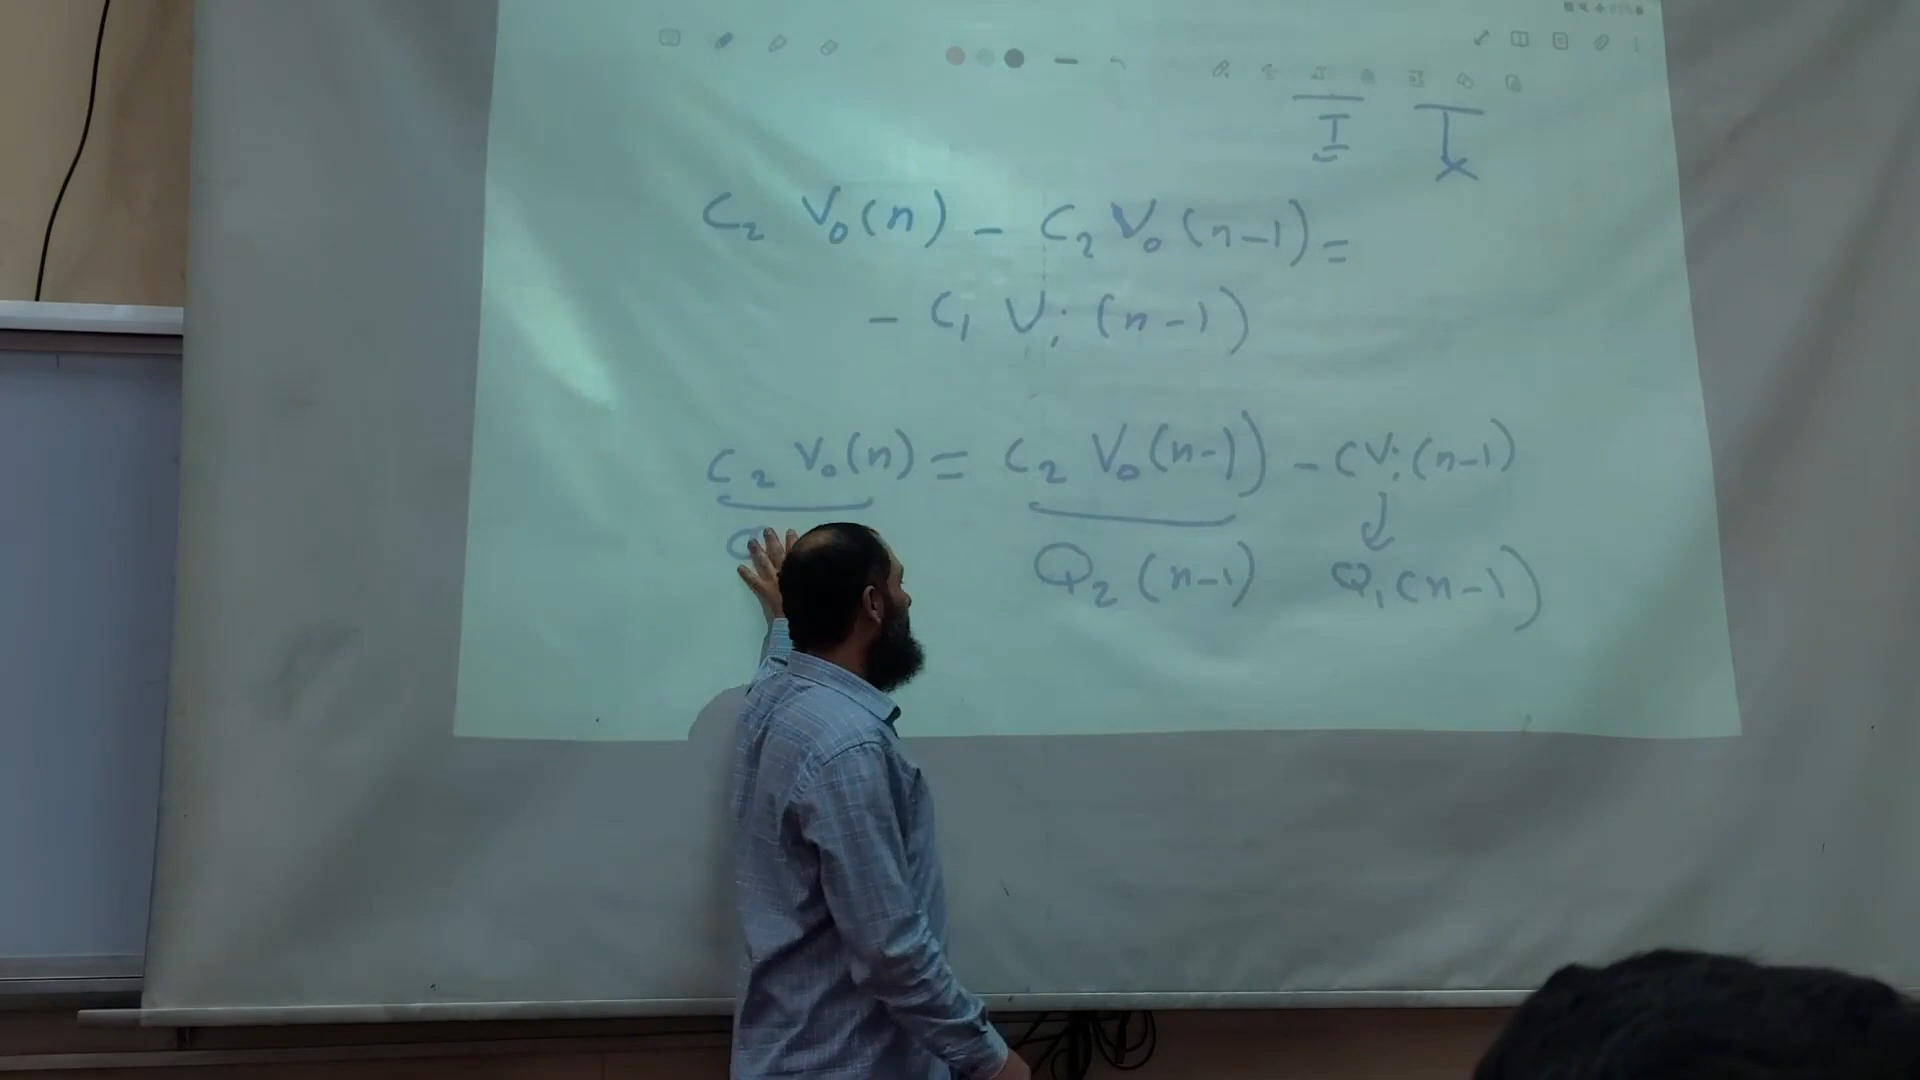 I
C₂ V₀(n) - C₂ V₀(n-1) =
- C₁ Vᵢ(n-1)
C₂ V₀(n) = C₂ V₀(n-1) - CVᵢ(n-1)
Q₂(n-1) Q₁(n-1)